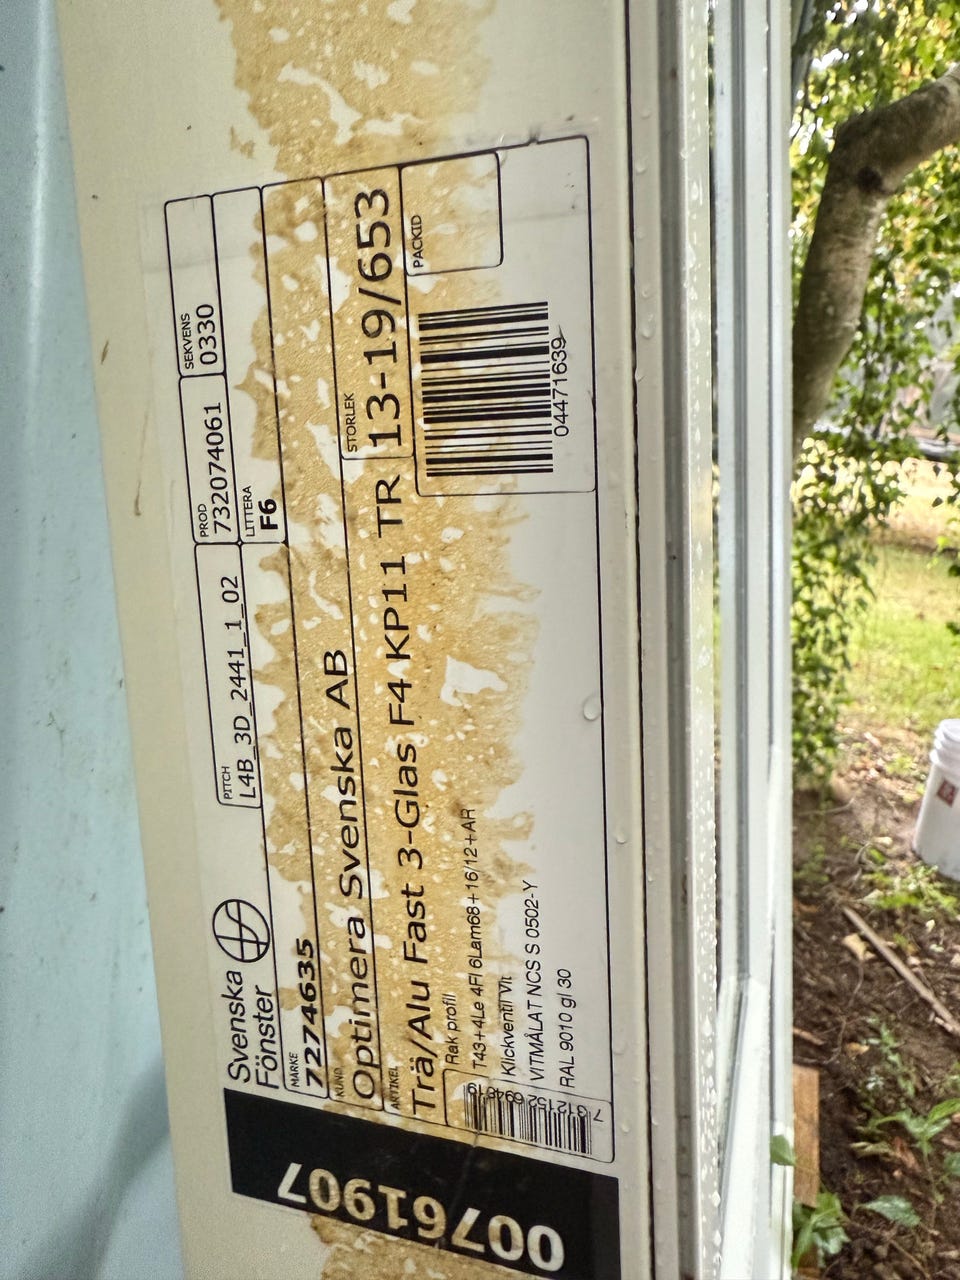 Svenska
Fönster
PITCH
L4B_3D_2441_1_02
PROD
732074061
SEKVENS
0330
LITTERA
F6
MÄRKE
7274635
KUND
Optimera Svenska AB
STORLEK
13-19/653
ARTIKEL
Trä/Alu Fast 3-Glas F4 KP11 TR
PACKID
Rak profil
T43+4Le 4Fl 6Lam68+16/12+AR
Klickventil Vit
VITMÅLAT NCS S 0502-Y
RAL 9010 gl 30
04471639
00761907